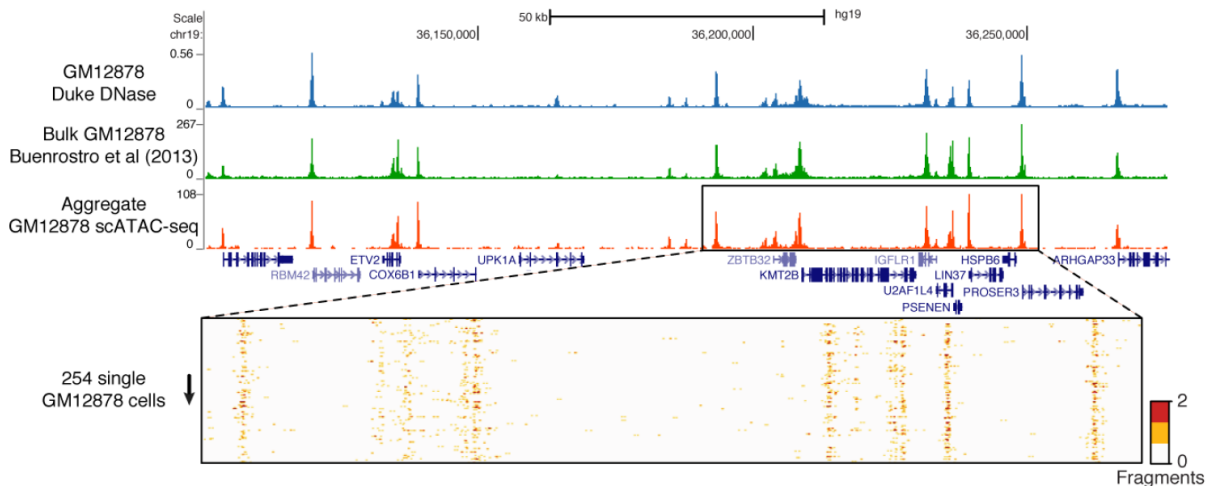 Scale
50 kb
hg19
chr19:
36,150,000
36,200,000
36,250,000
0.56
GM12878
Duke DNase
0
267
Bulk GM12878
Buenrostro et al (2013)
0
108
Aggregate
GM12878 scATAC-seq
0
ETV2
UPK1A
ZBTB32
IGFLR1
HSPB6
ARHGAP33
RBM42
COX6B1
KMT2B
LIN37
U2AF1L4
PROSER3
PSENEN
254 single
GM12878 cells
2
0
Fragments